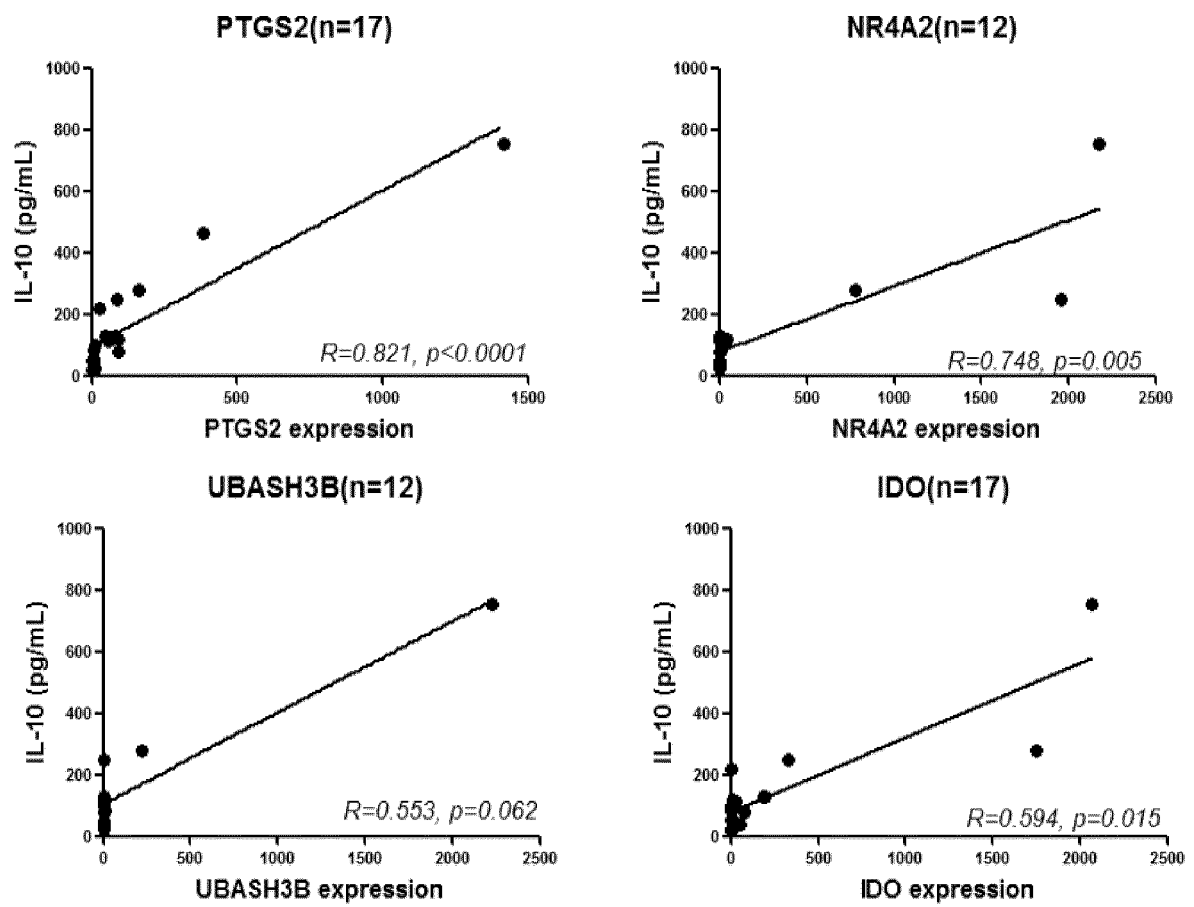 PTGS2(n=17)
IL-10 (pg/mL)
1000
800
600
400
200
0
R=0.821, p<0.0001
0 500 1000 1500
PTGS2 expression
NR4A2(n=12)
IL-10 (pg/mL)
1000
800
600
400
200
0
R=0.748, p=0.005
0 500 1000 1500 2000 2500
NR4A2 expression
UBASH3B(n=12)
IL-10 (pg/mL)
1000
800
600
400
200
0
R=0.553, p=0.062
0 500 1000 1500 2000 2500
UBASH3B expression
IDO(n=17)
IL-10 (pg/mL)
1000
800
600
400
200
0
R=0.594, p=0.015
0 500 1000 1500 2000 2500
IDO expression